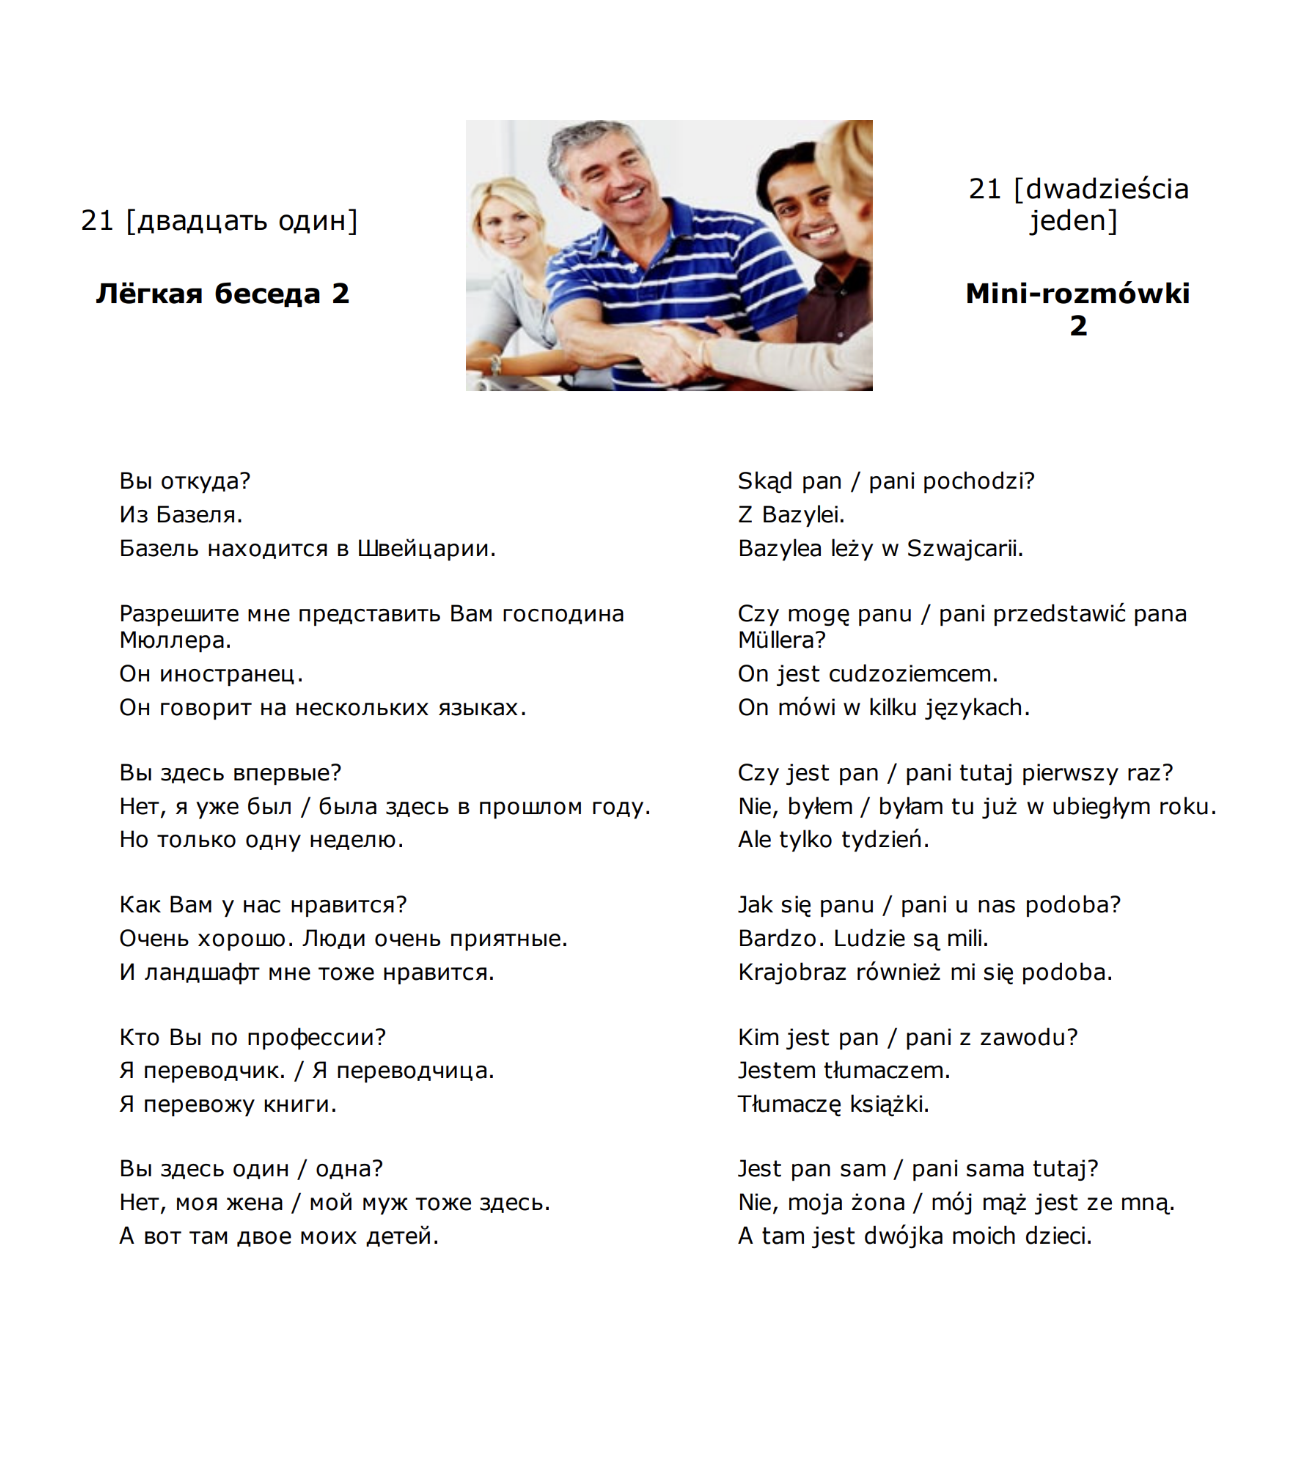 21 [двадцать один]
Лёгкая беседа 2
21 [dwadzieścia
jeden]
Mini-rozmówki
2
Вы откуда?
Из Базеля.
Базель находится в Швейцарии.
Разрешите мне представить Вам господина
Мюллера.
Он иностранец.
Он говорит на нескольких языках.
Вы здесь впервые?
Нет, я уже был / была здесь в прошлом году.
Но только одну неделю.
Как Вам у нас нравится?
Очень хорошо. Люди очень приятные.
И ландшафт мне тоже нравится.
Кто Вы по профессии?
Я переводчик. / Я переводчица.
Я перевожу книги.
Вы здесь один / одна?
Нет, моя жена / мой муж тоже здесь.
А вот там двое моих детей.
Skąd pan / pani pochodzi?
Z Bazylei.
Bazylea leży w Szwajcarii.
Czy mogę panu / pani przedstawić pana
Müllera?
On jest cudzoziemcem.
On mówi w kilku językach.
Czy jest pan / pani tutaj pierwszy raz?
Nie, byłem / byłam tu już w ubiegłym roku.
Ale tylko tydzień.
Jak się panu / pani u nas podoba?
Bardzo. Ludzie są mili.
Krajobraz również mi się podoba.
Kim jest pan / pani z zawodu?
Jestem tłumaczem.
Tłumaczę książki.
Jest pan sam / pani sama tutaj?
Nie, moja żona / mój mąż jest ze mną.
A tam jest dwójka moich dzieci.